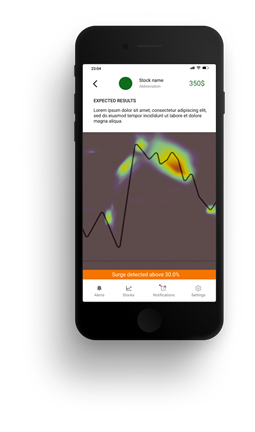 23:04
Stock name
Abbreviation
350$
EXPECTED RESULTS
Lorem ipsum dolor sit amet, consectetur adipiscing elit,
sed do eiusmod tempor incididunt ut labore et dolore
magna aliqua
Surge detected above 30.0%
Alerts
Stocks
Notifications
Settings